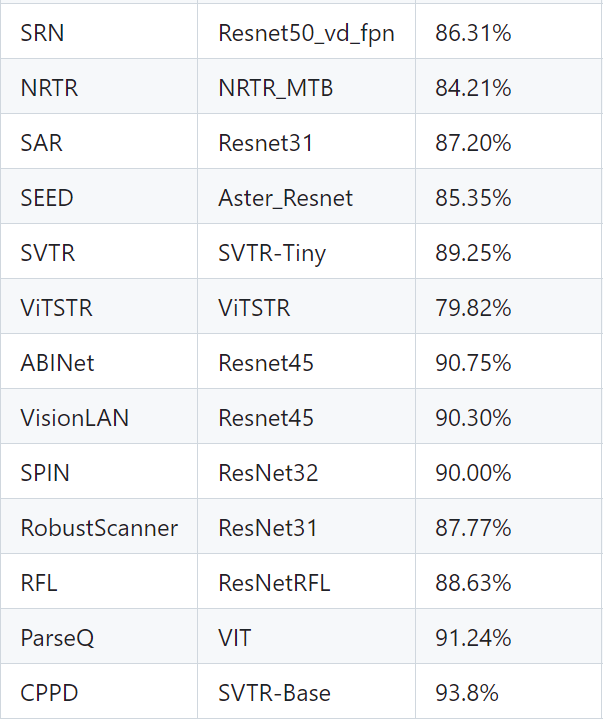 SRN Resnet50_vd_fpn 86.31%
NRTR NRTR_MTB 84.21%
SAR Resnet31 87.20%
SEED Aster_Resnet 85.35%
SVTR SVTR-Tiny 89.25%
ViTSTR ViTSTR 79.82%
ABINet Resnet45 90.75%
VisionLAN Resnet45 90.30%
SPIN ResNet32 90.00%
RobustScanner ResNet31 87.77%
RFL ResNetRFL 88.63%
ParseQ VIT 91.24%
CPPD SVTR-Base 93.8%